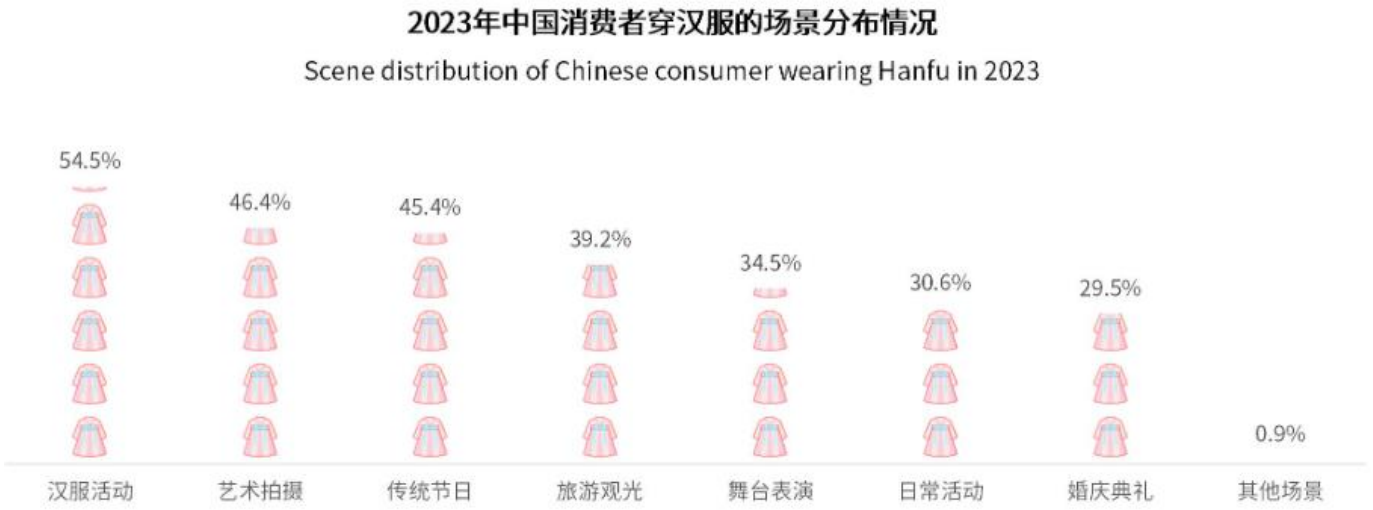 2023年中国消费者穿汉服的场景分布情况
Scene distribution of Chinese consumer wearing Hanfu in 2023
54.5%
46.4%
45.4%
39.2%
34.5%
30.6%
29.5%
0.9%
汉服活动
艺术拍摄
传统节日
旅游观光
舞台表演
日常活动
婚庆典礼
其他场景